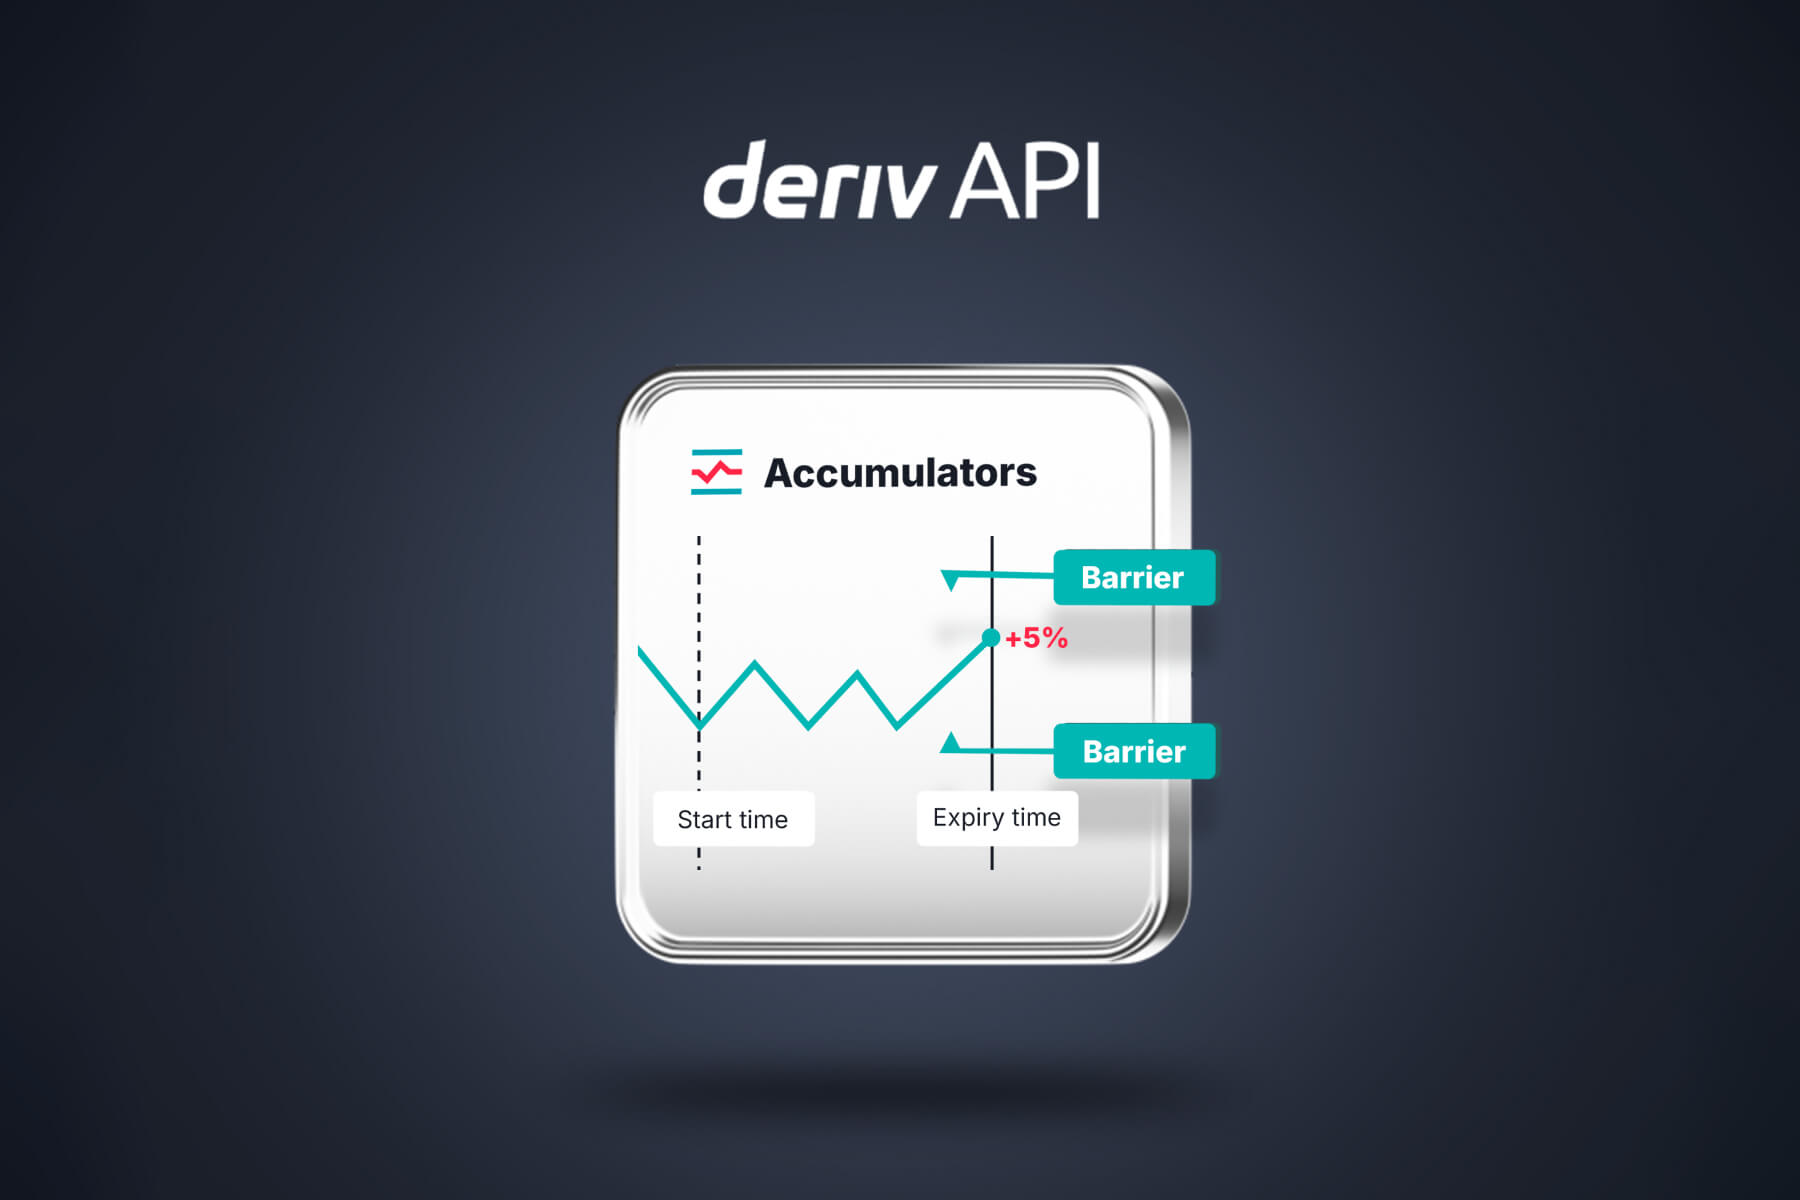 deriv API
Accumulators
Barrier
+5%
Barrier
Start time
Expiry time